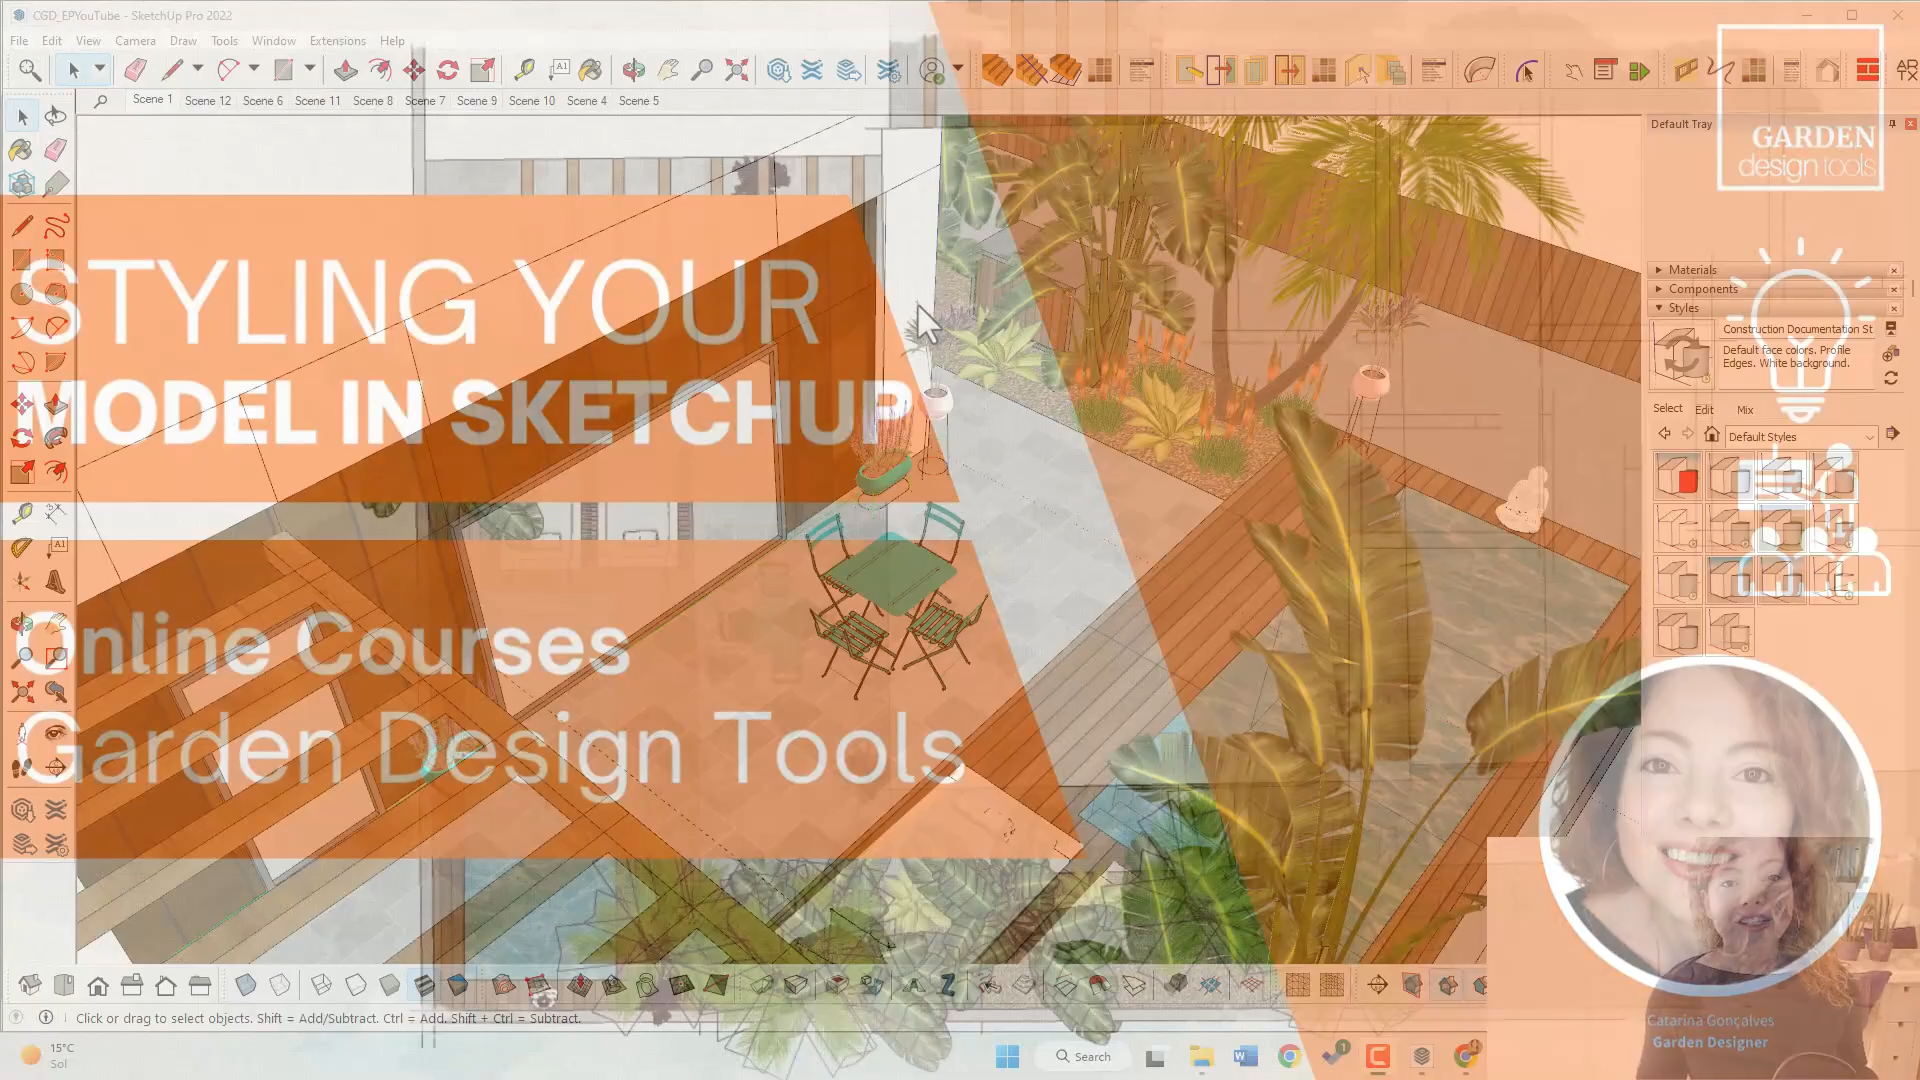 CGD_EPYouTube - SketchUp Pro 2022
File Edit View Camera Draw Tools Window Extensions Help
Scene 1 Scene 12 Scene 6 Scene 11 Scene 8 Scene 7 Scene 9 Scene 10 Scene 4 Scene 5
Default Tray
GARDEN
design tools
STYLING YOUR
MODEL IN SKETCHUP
Online Courses
Garden Design Tools
Materials
Components
Styles
Construction Documentation St
Default face colors. Profile
Edges. White background.
Select Edit Mix
Default Styles
Catarina Gonçalves
Garden Designer
Click or drag to select objects. Shift = Add/Subtract. Ctrl = Add. Shift + Ctrl = Subtract.
15°C
Sol
Search